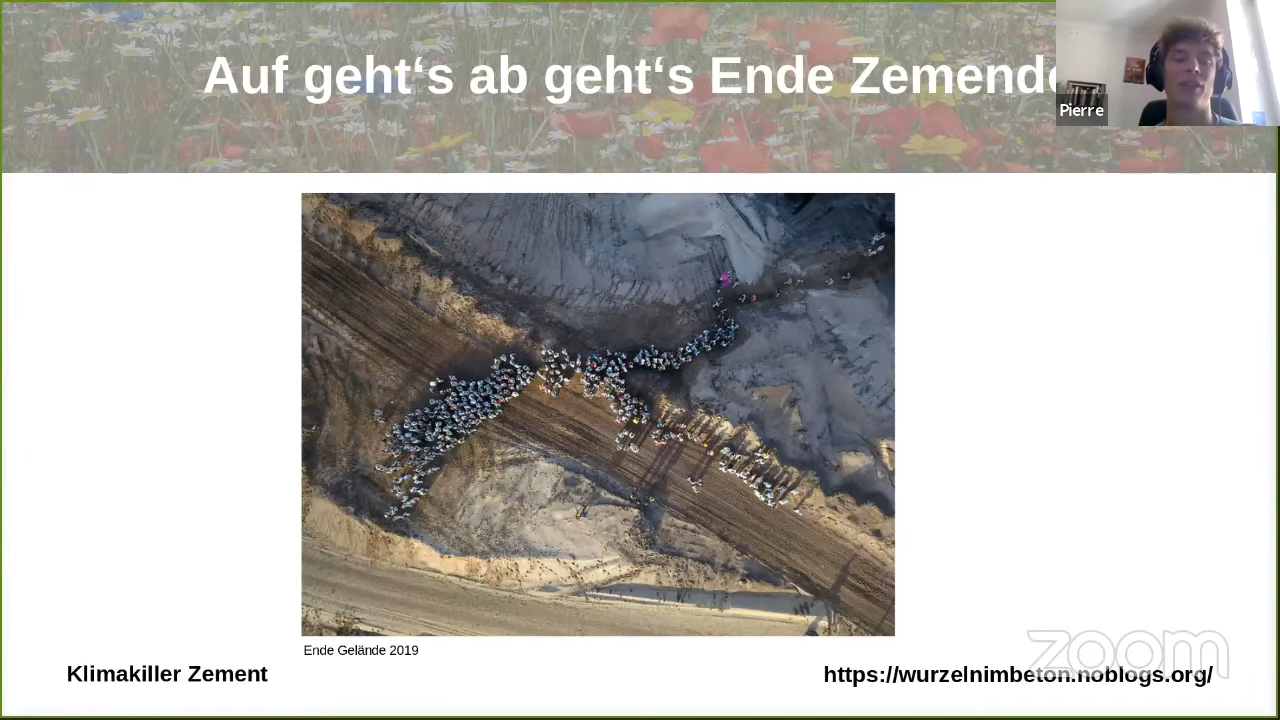 Auf geht‘s ab geht‘s Ende Zemende
Pierre
Ende Gelände 2019
Klimakiller Zement
https://wurzelnimbeton.noblogs.org/
zoom